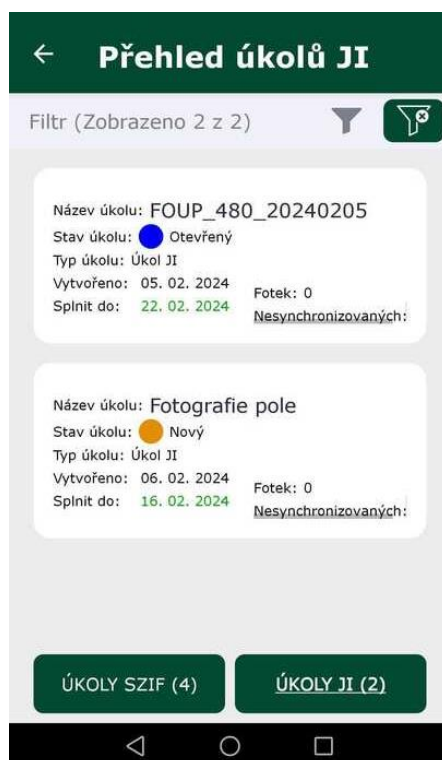 Přehled úkolů JI
Filtr (Zobrazeno 2 z 2)
Název úkolu: FOUP_480_20240205
Stav úkolu: Otevřený
Typ úkolu: Úkol JI
Vytvořeno: 05. 02. 2024
Splnit do: 22. 02. 2024
Fotek: 0
Nesynchronizovaných:
Název úkolu: Fotografie pole
Stav úkolu: Nový
Typ úkolu: Úkol JI
Vytvořeno: 06. 02. 2024
Splnit do: 16. 02. 2024
Fotek: 0
Nesynchronizovaných:
ÚKOLY SZIF (4)
ÚKOLY JI (2)